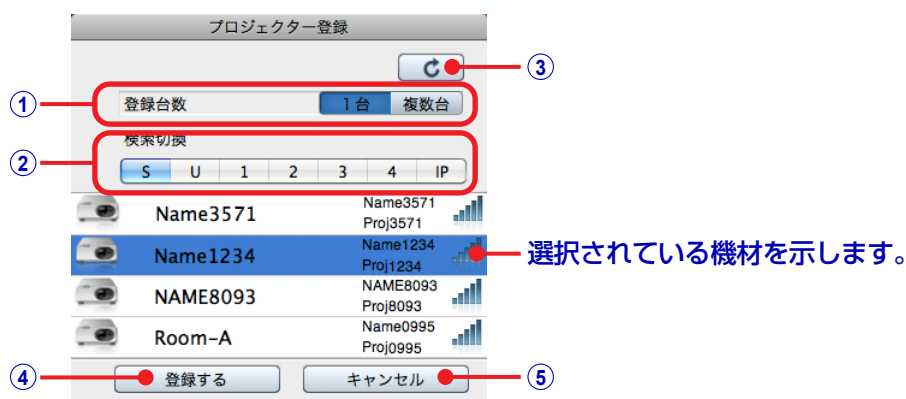 プロジェクター登録
③
① 登録台数 1台 複数台
検索切換
② S U 1 2 3 4 IP
Name3571 Name3571
Proj3571
Name1234 Name1234
Proj1234
選択されている機材を示します。
NAME8093 NAME8093
Proj8093
Room-A Name0995
Proj0995
④ 登録する キャンセル ⑤